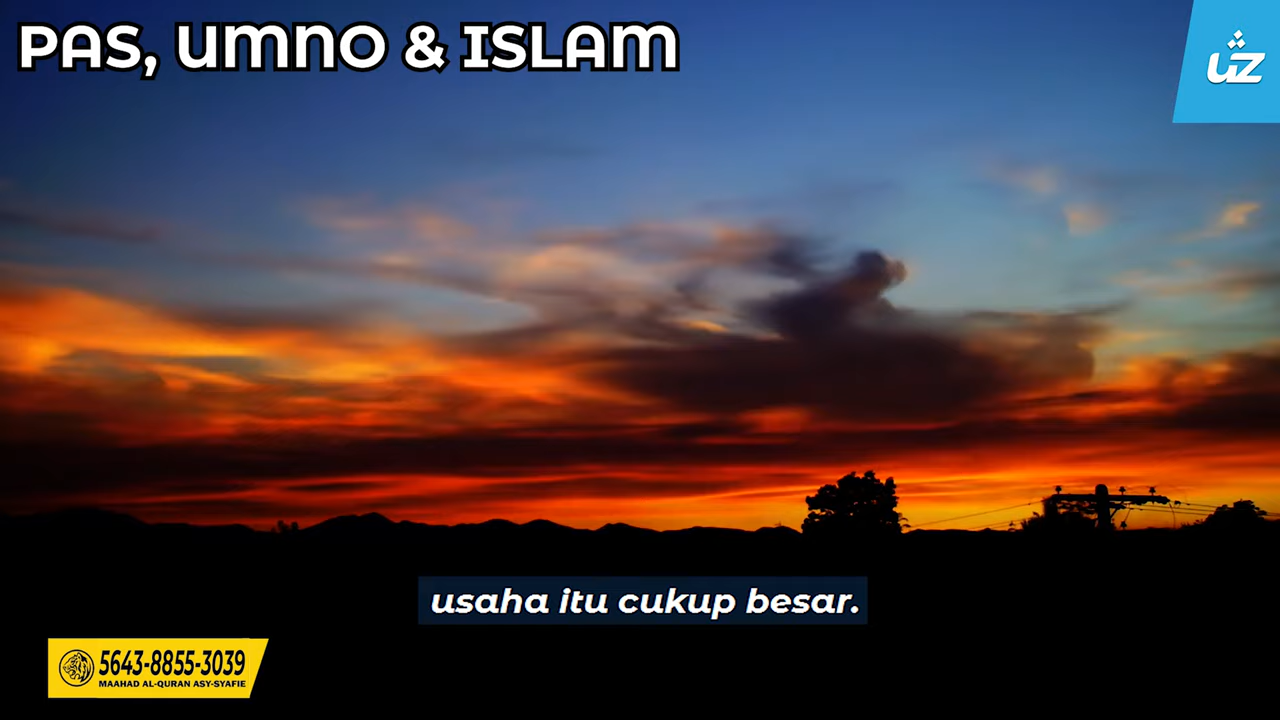 PAS, UMNO & ISLAM
uz
usaha itu cukup besar.
5643-8855-3039
MAAHAD AL-QURAN ASY-SYAFIE